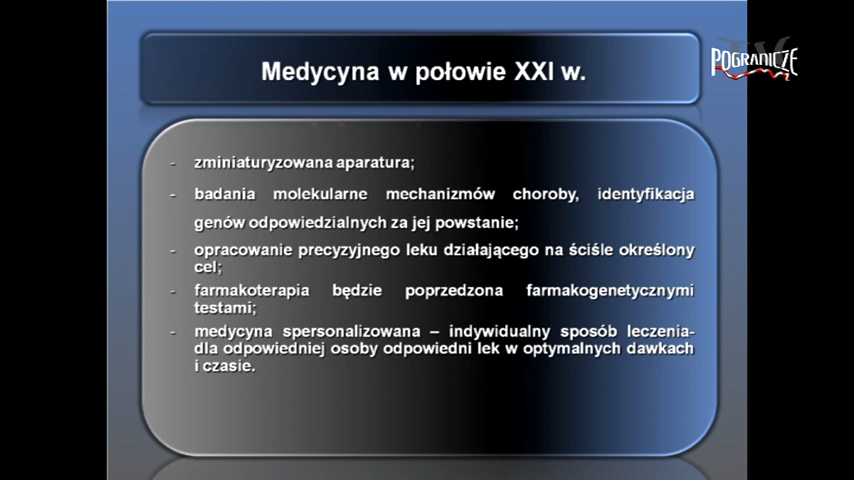 Medycyna w połowie XXI w.
TV
POGRANICZE
- zminiaturyzowana aparatura;
- badania molekularne mechanizmów choroby, identyfikacja
genów odpowiedzialnych za jej powstanie;
- opracowanie precyzyjnego leku działającego na ściśle określony
cel;
- farmakoterapia będzie poprzedzona farmakogenetycznymi
testami;
- medycyna spersonalizowana – indywidualny sposób leczenia-
dla odpowiedniej osoby odpowiedni lek w optymalnych dawkach
i czasie.